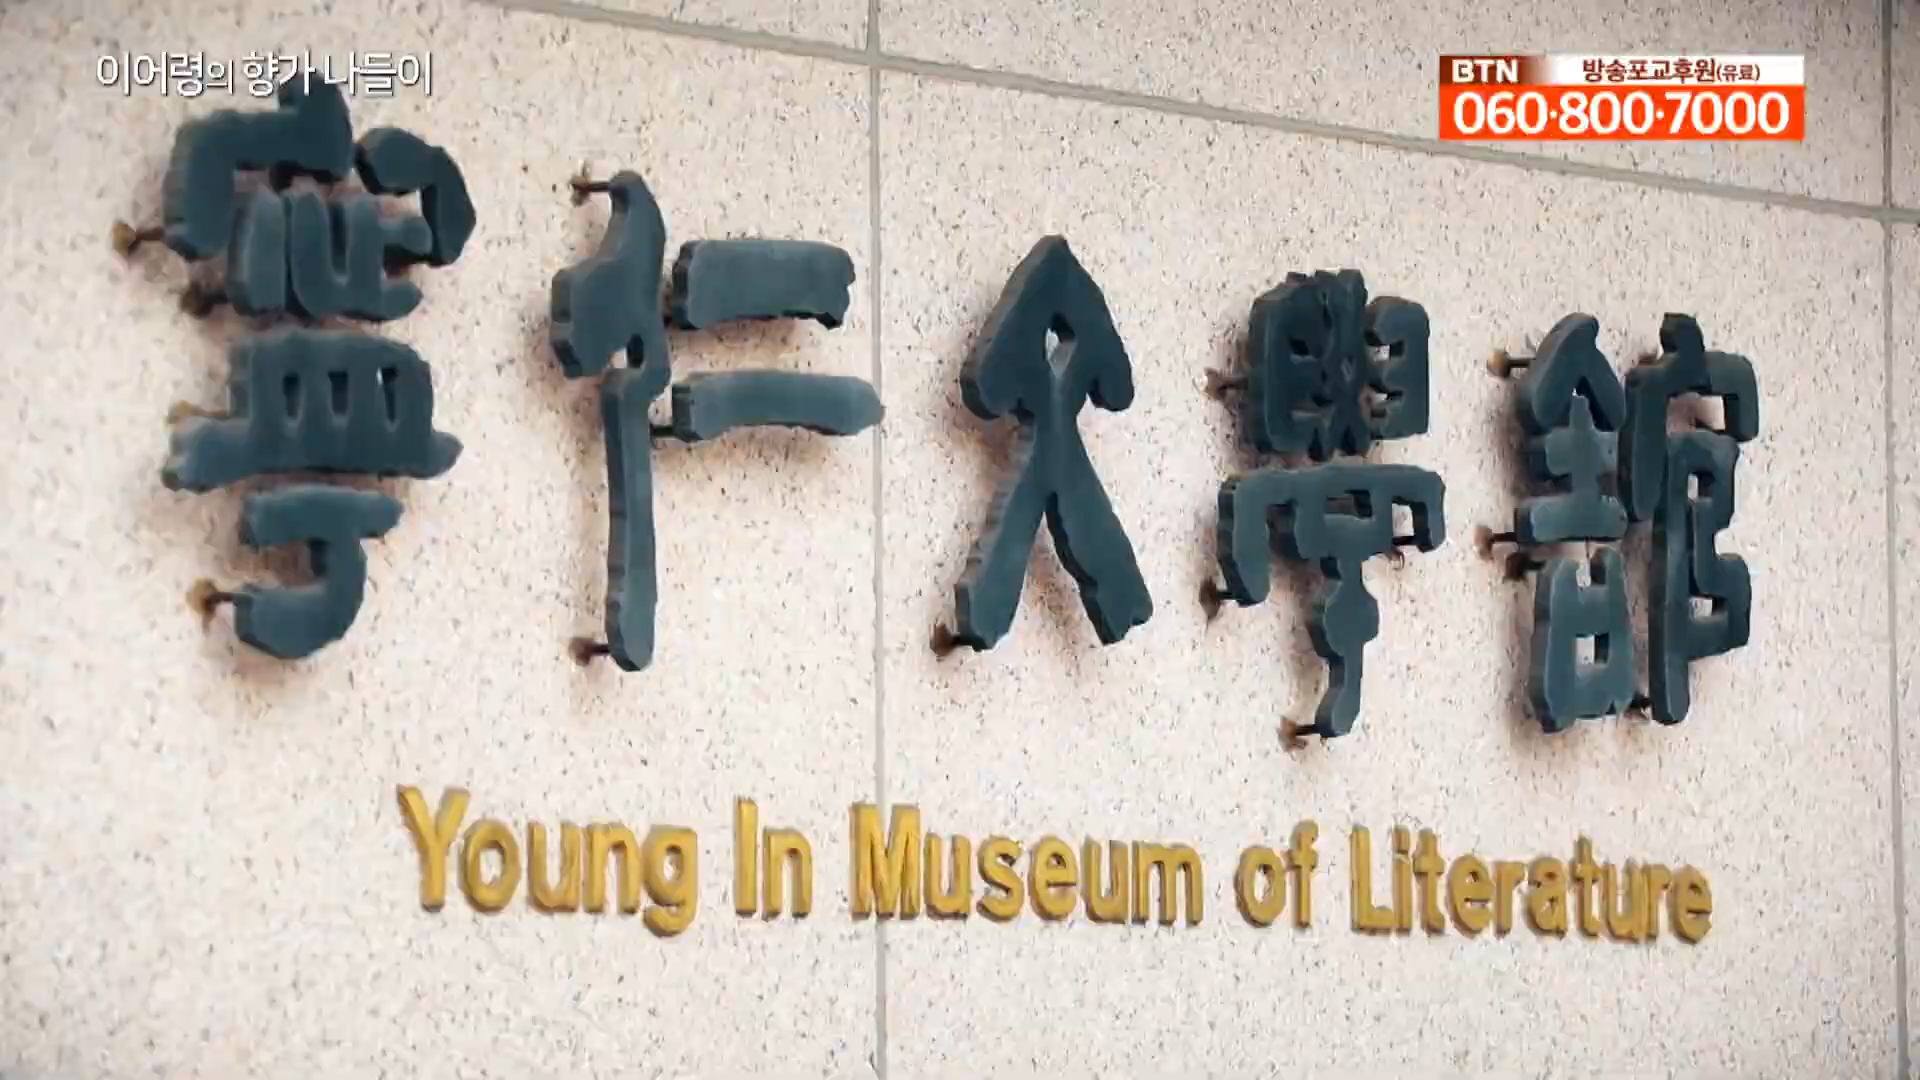 이어령의 향가 나들이
BTN 방송포교후원(유료)
060·800·7000
寧仁文學館
Young In Museum of Literature